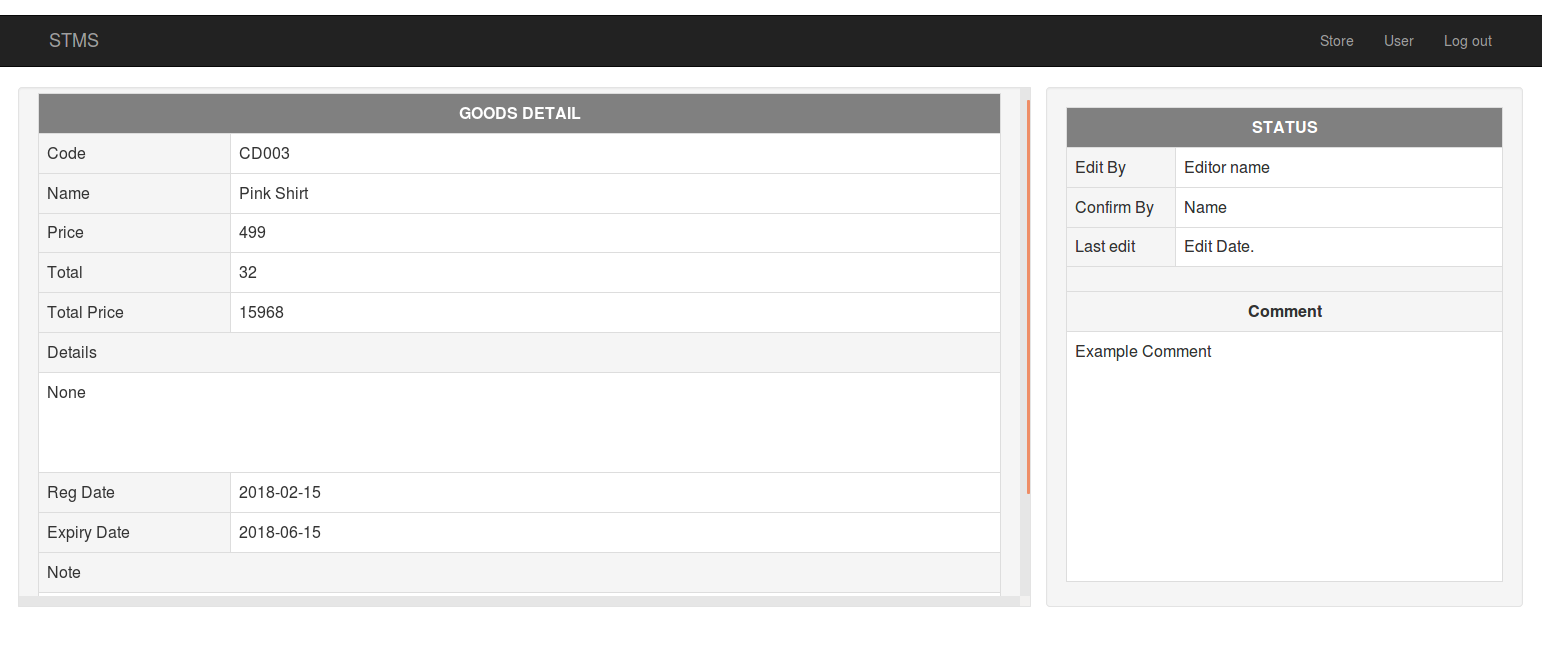 STMS Store User Log out
GOODS DETAIL
Code CD003
Name Pink Shirt
Price 499
Total 32
Total Price 15968
Details
None
Reg Date 2018-02-15
Expiry Date 2018-06-15
Note
STATUS
Edit By Editor name
Confirm By Name
Last edit Edit Date.
Comment
Example Comment